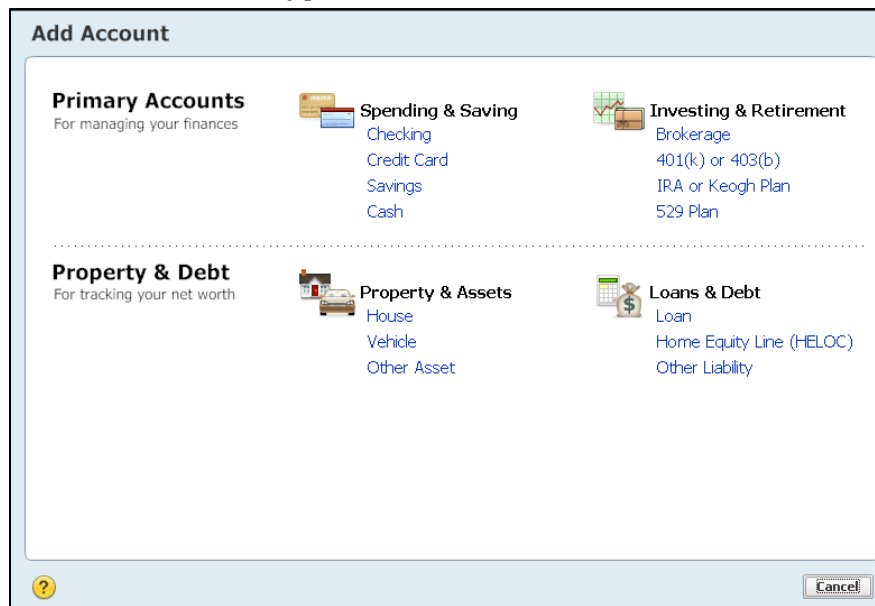 Add Account
Primary Accounts
For managing your finances
Spending & Saving
Checking
Credit Card
Savings
Cash
Investing & Retirement
Brokerage
401(k) or 403(b)
IRA or Keogh Plan
529 Plan
Property & Debt
For tracking your net worth
Property & Assets
House
Vehicle
Other Asset
Loans & Debt
Loan
Home Equity Line (HELOC)
Other Liability
?
Cancel